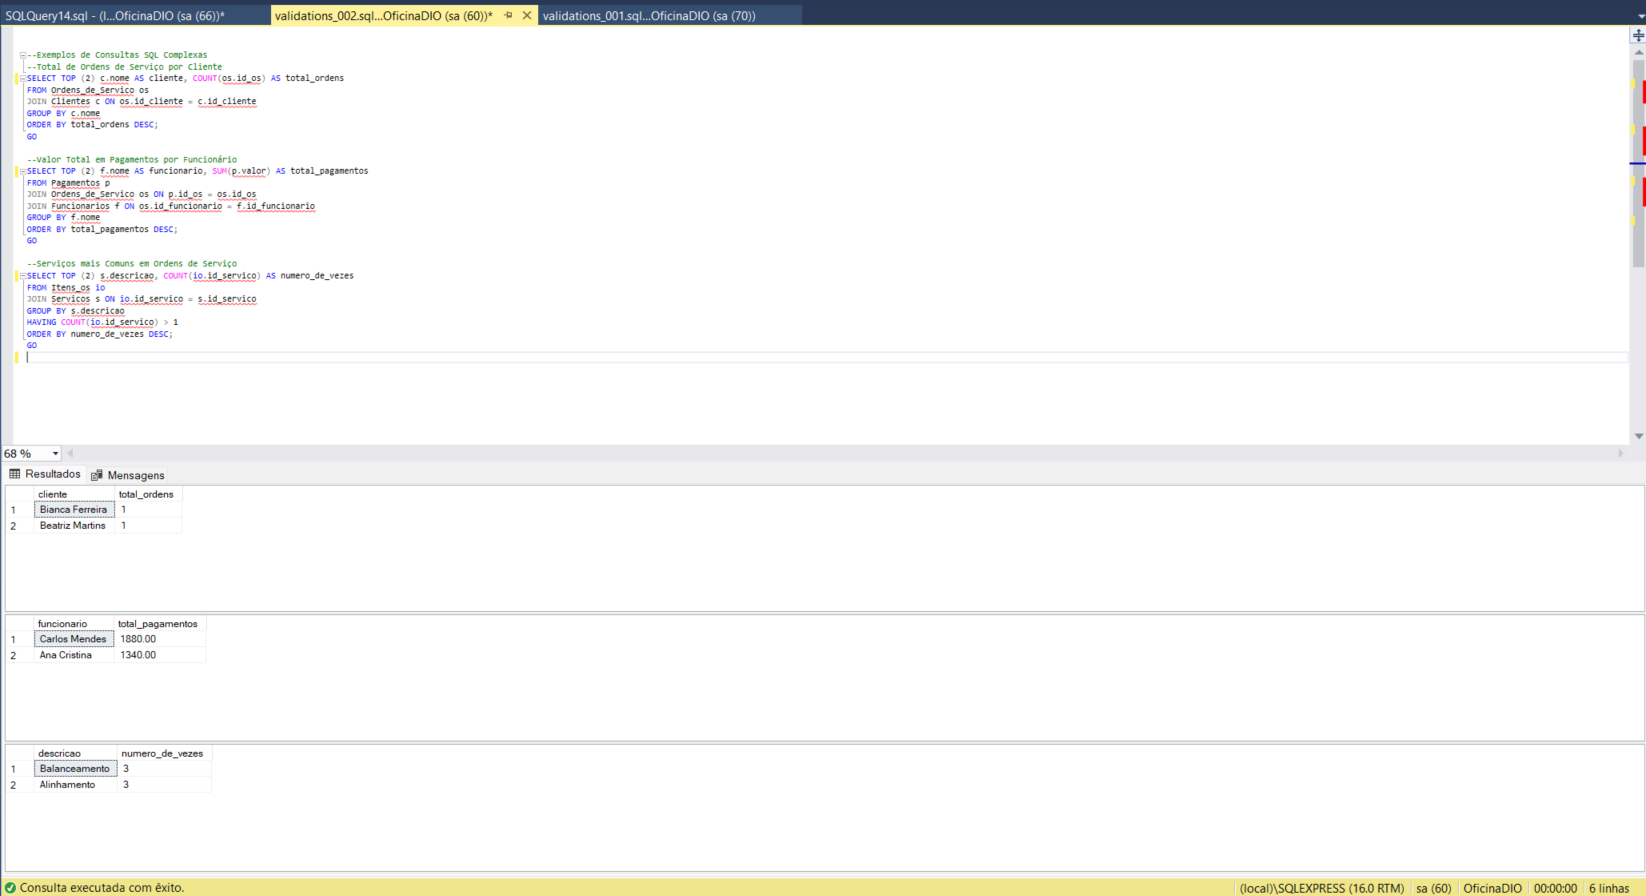 SQLQuery14.sql - (l...OficinaDIO (sa (66))* validations_002.sql...OficinaDIO (sa (60))* validations_001.sql...OficinaDIO (sa (70))
--Exemplos de Consultas SQL Complexas
--Total de Ordens de Serviço por Cliente
SELECT TOP (2) c.nome AS cliente, COUNT(os.id_os) AS total_ordens
FROM Ordens_de_Servico os
JOIN Clientes c ON os.id_cliente = c.id_cliente
GROUP BY c.nome
ORDER BY total_ordens DESC;
GO
--Valor Total em Pagamentos por Funcionário
SELECT TOP (2) f.nome AS funcionario, SUM(p.valor) AS total_pagamentos
FROM Pagamentos p
JOIN Ordens_de_Servico os ON p.id_os = os.id_os
JOIN Funcionarios f ON os.id_funcionario = f.id_funcionario
GROUP BY f.nome
ORDER BY total_pagamentos DESC;
GO
--Serviços mais Comuns em Ordens de Serviço
SELECT TOP (2) s.descricao, COUNT(io.id_servico) AS numero_de_vezes
FROM Itens_os io
JOIN Servicos s ON io.id_servico = s.id_servico
GROUP BY s.descricao
HAVING COUNT(io.id_servico) > 1
ORDER BY numero_de_vezes DESC;
GO
68 %
Resultados Mensagens
cliente total_ordens
1 Bianca Ferreira 1
2 Beatriz Martins 1
funcionario total_pagamentos
1 Carlos Mendes 1880.00
2 Ana Cristina 1340.00
descricao numero_de_vezes
1 Balanceamento 3
2 Alinhamento 3
Consulta executada com êxito. (local)\SQLEXPRESS (16.0 RTM) sa (60) OficinaDIO 00:00:00 6 linhas